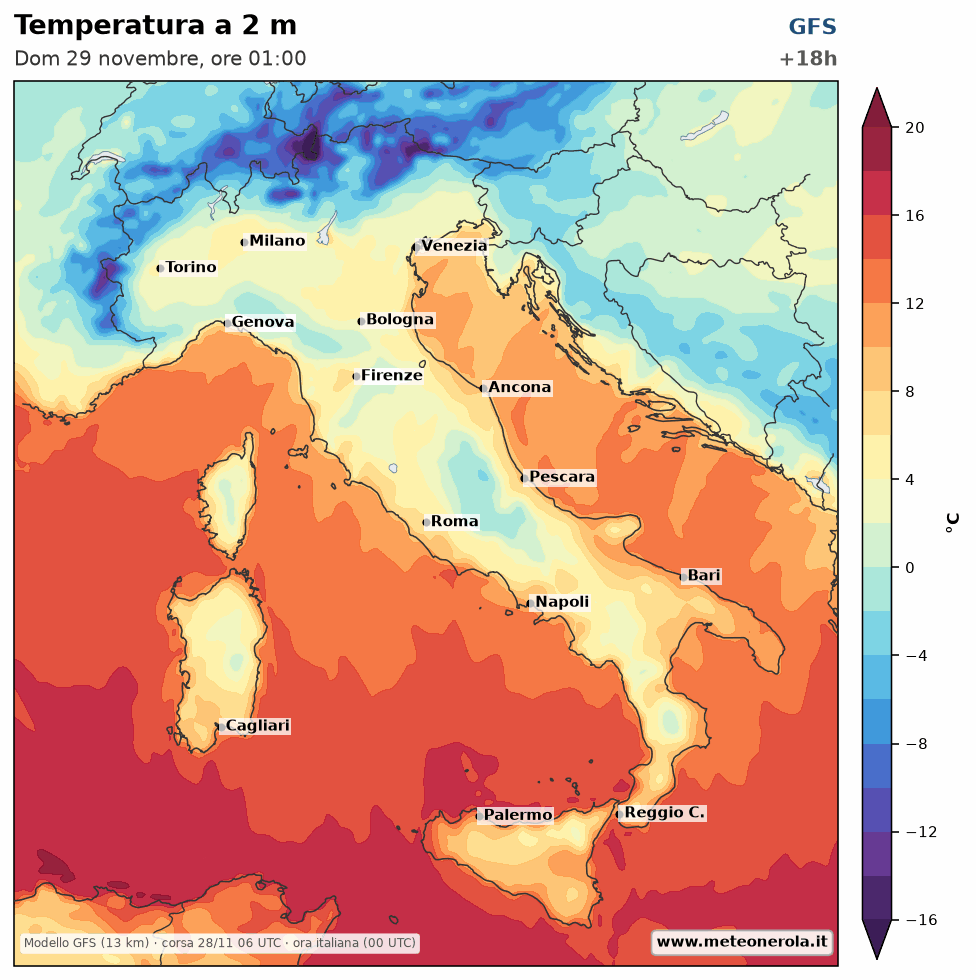 Temperatura a 2 m
GFS
Dom 29 novembre, ore 01:00
+18h
Milano
Venezia
Torino
Genova
Bologna
Firenze
Ancona
Pescara
Roma
Bari
Napoli
Cagliari
Palermo
Reggio C.
20
16
12
8
4
0
−4
−8
−12
−16
°C
Modello GFS (13 km) · corsa 28/11 06 UTC · ora italiana (00 UTC)
www.meteonerola.it